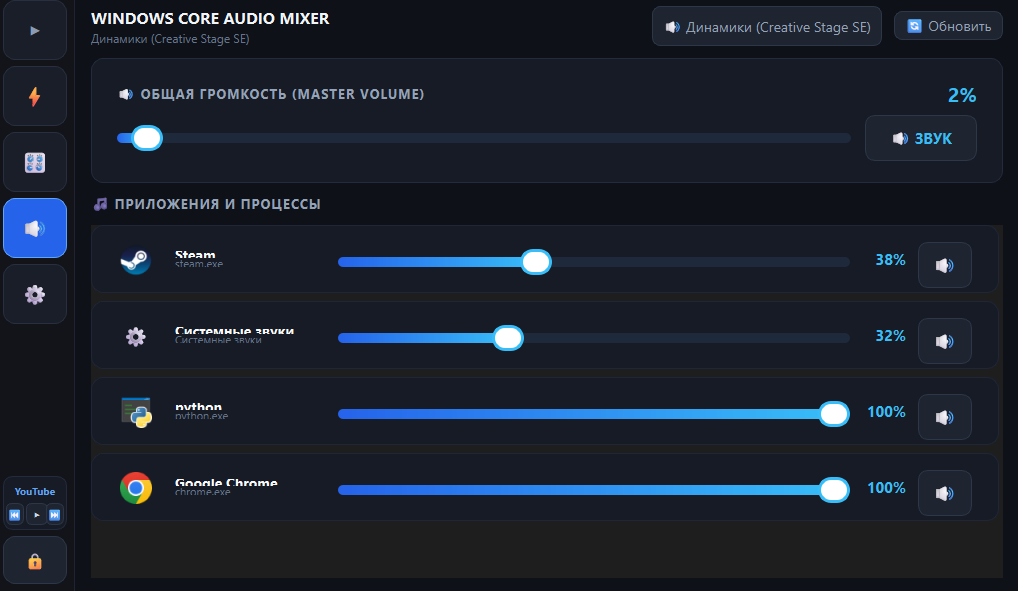 WINDOWS CORE AUDIO MIXER
Динамики (Creative Stage SE)
Динамики (Creative Stage SE)
Обновить
ОБЩАЯ ГРОМКОСТЬ (MASTER VOLUME)
2%
ЗВУК
ПРИЛОЖЕНИЯ И ПРОЦЕССЫ
Steam
steam.exe
38%
Системные звуки
Системные звуки
32%
python
python.exe
100%
Google Chrome
chrome.exe
100%
YouTube